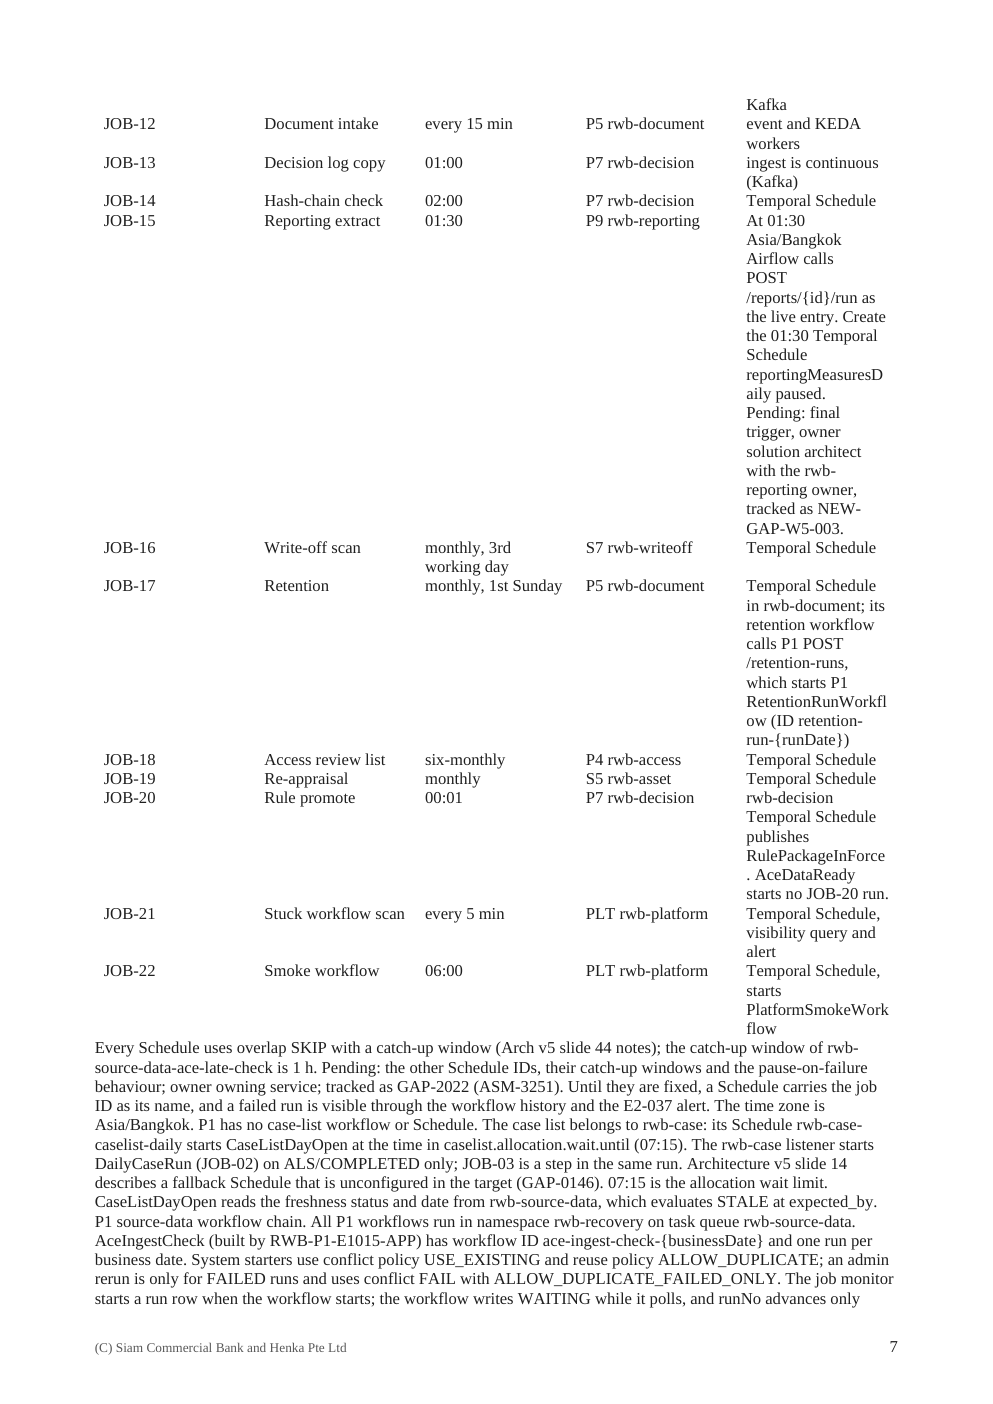 Kafka
JOB-12 Document intake every 15 min P5 rwb-document event and KEDA
workers
JOB-13 Decision log copy 01:00 P7 rwb-decision ingest is continuous
(Kafka)
JOB-14 Hash-chain check 02:00 P7 rwb-decision Temporal Schedule
JOB-15 Reporting extract 01:30 P9 rwb-reporting At 01:30
Asia/Bangkok
Airflow calls
POST
/reports/{id}/run as
the live entry. Create
the 01:30 Temporal
Schedule
reportingMeasuresD
aily paused.
Pending: final
trigger, owner
solution architect
with the rwb-
reporting owner,
tracked as NEW-
GAP-W5-003.
JOB-16 Write-off scan monthly, 3rd S7 rwb-writeoff Temporal Schedule
working day
JOB-17 Retention monthly, 1st Sunday P5 rwb-document Temporal Schedule
in rwb-document; its
retention workflow
calls P1 POST
/retention-runs,
which starts P1
RetentionRunWorkfl
ow (ID retention-
run-{runDate})
JOB-18 Access review list six-monthly P4 rwb-access Temporal Schedule
JOB-19 Re-appraisal monthly S5 rwb-asset Temporal Schedule
JOB-20 Rule promote 00:01 P7 rwb-decision rwb-decision
Temporal Schedule
publishes
RulePackageInForce
. AceDataReady
starts no JOB-20 run.
JOB-21 Stuck workflow scan every 5 min PLT rwb-platform Temporal Schedule,
visibility query and
alert
JOB-22 Smoke workflow 06:00 PLT rwb-platform Temporal Schedule,
starts
PlatformSmokeWork
flow
Every Schedule uses overlap SKIP with a catch-up window (Arch v5 slide 44 notes); the catch-up window of rwb-
source-data-ace-late-check is 1 h. Pending: the other Schedule IDs, their catch-up windows and the pause-on-failure
behaviour; owner owning service; tracked as GAP-2022 (ASM-3251). Until they are fixed, a Schedule carries the job
ID as its name, and a failed run is visible through the workflow history and the E2-037 alert. The time zone is
Asia/Bangkok. P1 has no case-list workflow or Schedule. The case list belongs to rwb-case: its Schedule rwb-case-
caselist-daily starts CaseListDayOpen at the time in caselist.allocation.wait.until (07:15). The rwb-case listener starts
DailyCaseRun (JOB-02) on ALS/COMPLETED only; JOB-03 is a step in the same run. Architecture v5 slide 14
describes a fallback Schedule that is unconfigured in the target (GAP-0146). 07:15 is the allocation wait limit.
CaseListDayOpen reads the freshness status and date from rwb-source-data, which evaluates STALE at expected_by.
P1 source-data workflow chain. All P1 workflows run in namespace rwb-recovery on task queue rwb-source-data.
AceIngestCheck (built by RWB-P1-E1015-APP) has workflow ID ace-ingest-check-{businessDate} and one run per
business date. System starters use conflict policy USE_EXISTING and reuse policy ALLOW_DUPLICATE; an admin
rerun is only for FAILED runs and uses conflict FAIL with ALLOW_DUPLICATE_FAILED_ONLY. The job monitor
starts a run row when the workflow starts; the workflow writes WAITING while it polls, and runNo advances only
(C) Siam Commercial Bank and Henka Pte Ltd 7